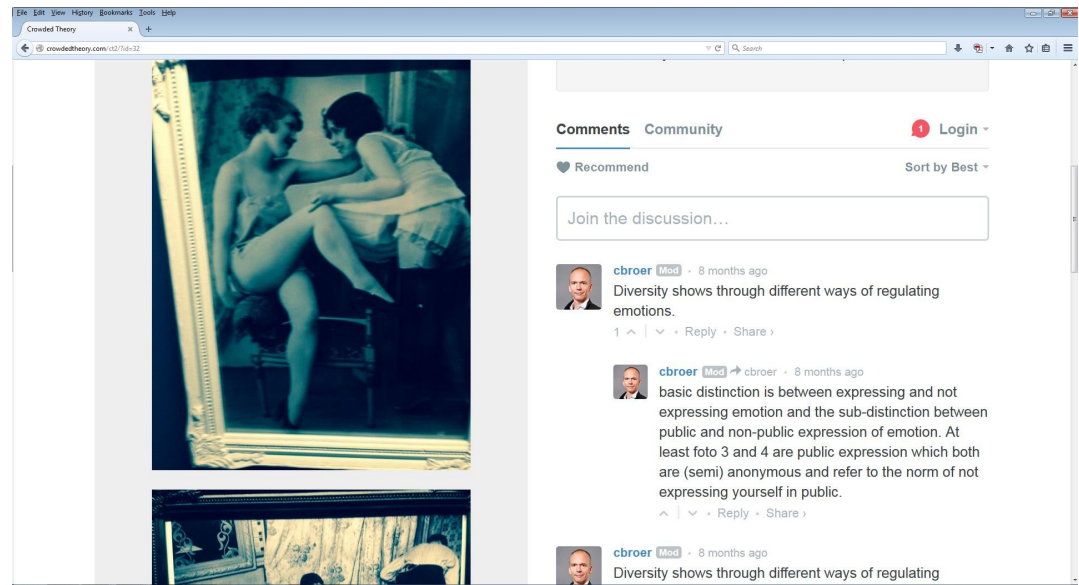 File Edit View History Bookmarks Tools Help
Crowded Theory
crowdedtheory.com/ct2/?id=32
Search
Comments Community
1 Login
Recommend
Sort by Best
Join the discussion…
cbroer Mod • 8 months ago
Diversity shows through different ways of regulating
emotions.
1 • Reply • Share ›
cbroer Mod cbroer • 8 months ago
basic distinction is between expressing and not
expressing emotion and the sub-distinction between
public and non-public expression of emotion. At
least foto 3 and 4 are public expression which both
are (semi) anonymous and refer to the norm of not
expressing yourself in public.
• Reply • Share ›
cbroer Mod • 8 months ago
Diversity shows through different ways of regulating